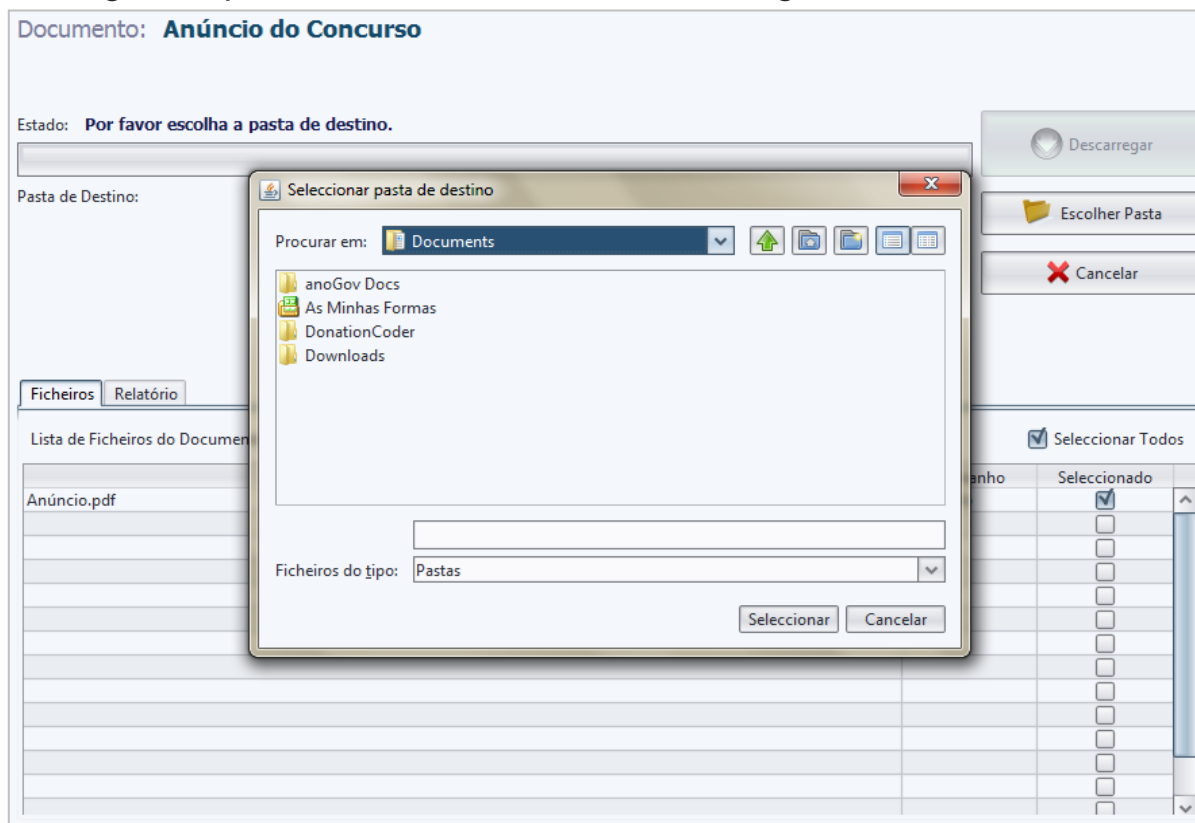 Documento: Anúncio do Concurso
Estado: Por favor escolha a pasta de destino.
Descarregar
Pasta de Destino:
Escolher Pasta
Cancelar
Seleccionar pasta de destino
Procurar em: Documents
anoGov Docs
As Minhas Formas
DonationCoder
Downloads
Ficheiros do tipo: Pastas
Seleccionar Cancelar
Ficheiros Relatório
Lista de Ficheiros do Documen
Seleccionar Todos
anho Seleccionado
Anúncio.pdf